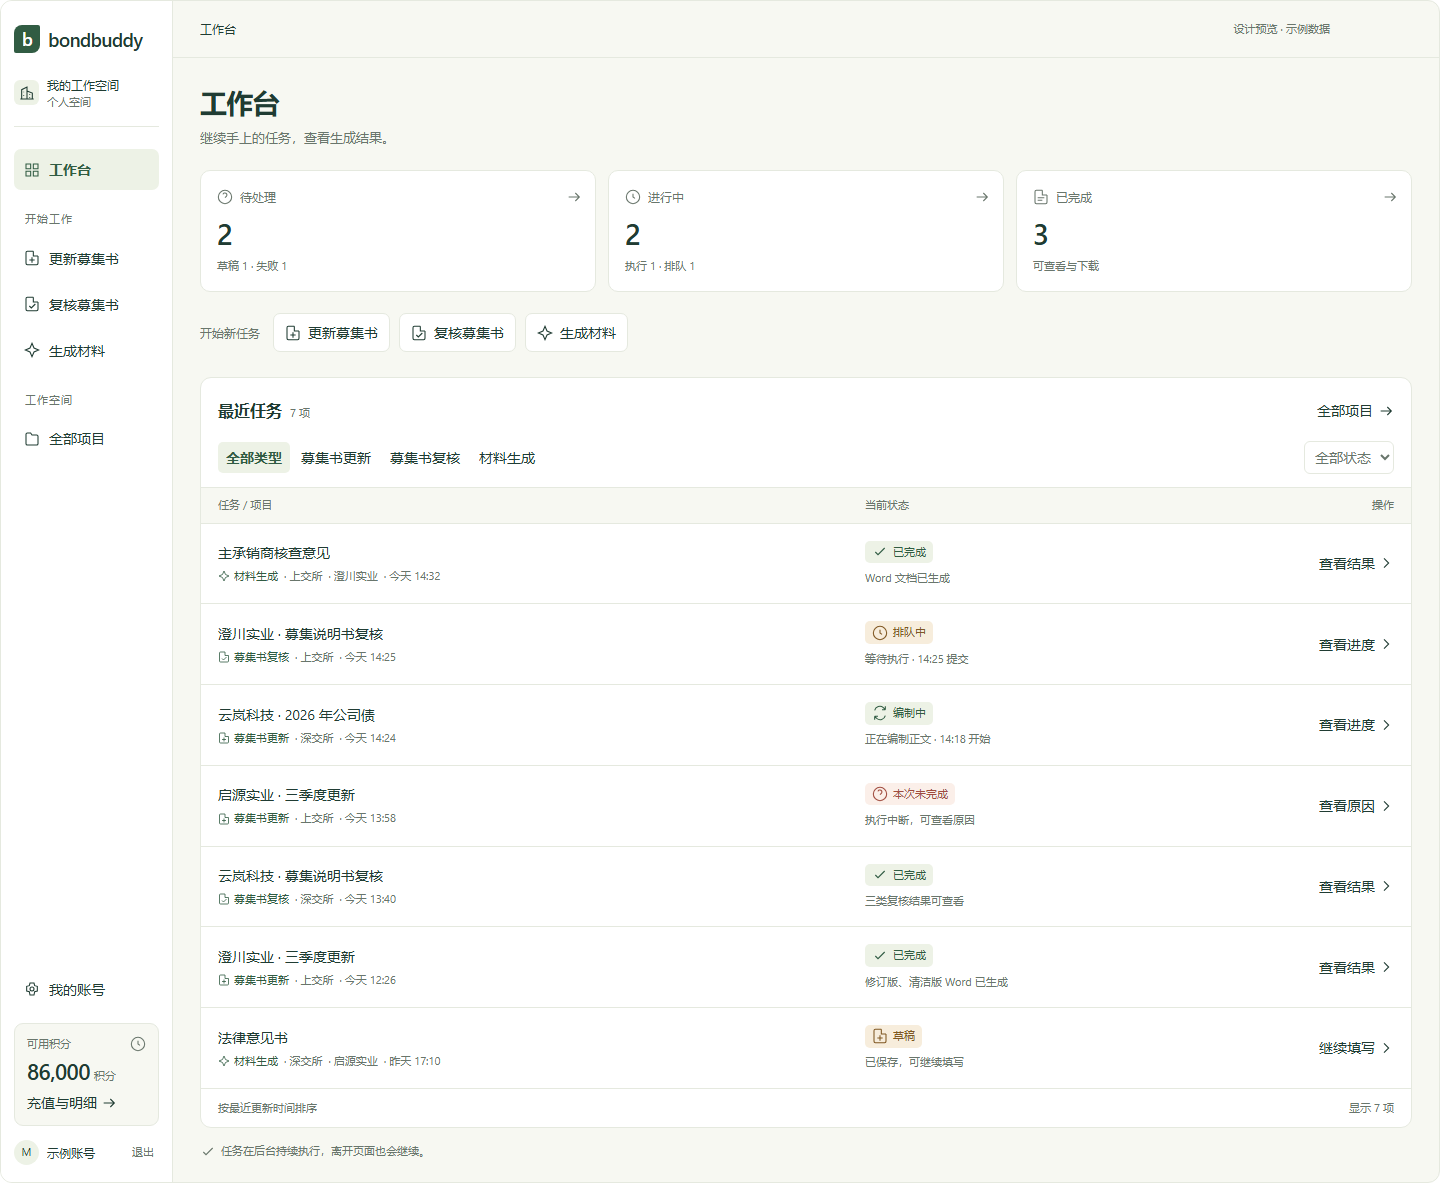 b bondbuddy
我的工作空间
个人空间
工作台
开始工作
更新募集书
复核募集书
生成材料
工作空间
全部项目
我的账号
可用积分
86,000 积分
充值与明细
M 示例账号 退出
工作台
设计预览 · 示例数据
工作台
继续手上的任务，查看生成结果。
待处理
2
草稿 1 · 失败 1
进行中
2
执行 1 · 排队 1
已完成
3
可查看与下载
开始新任务 更新募集书 复核募集书 生成材料
最近任务 7 项
全部项目
全部类型 募集书更新 募集书复核 材料生成
全部状态
任务 / 项目 当前状态 操作
主承销商核查意见
材料生成 · 上交所 · 澄川实业 · 今天 14:32
已完成
Word 文档已生成
查看结果
澄川实业 · 募集说明书复核
募集书复核 · 上交所 · 今天 14:25
排队中
等待执行 · 14:25 提交
查看进度
云岚科技 · 2026 年公司债
募集书更新 · 深交所 · 今天 14:24
编制中
正在编制正文 · 14:18 开始
查看进度
启源实业 · 三季度更新
募集书更新 · 上交所 · 今天 13:58
本次未完成
执行中断，可查看原因
查看原因
云岚科技 · 募集说明书复核
募集书复核 · 深交所 · 今天 13:40
已完成
三类复核结果可查看
查看结果
澄川实业 · 三季度更新
募集书更新 · 上交所 · 今天 12:26
已完成
修订版、清洁版 Word 已生成
查看结果
法律意见书
材料生成 · 深交所 · 启源实业 · 昨天 17:10
草稿
已保存，可继续填写
继续填写
按最近更新时间排序
显示 7 项
任务在后台持续执行，离开页面也会继续。